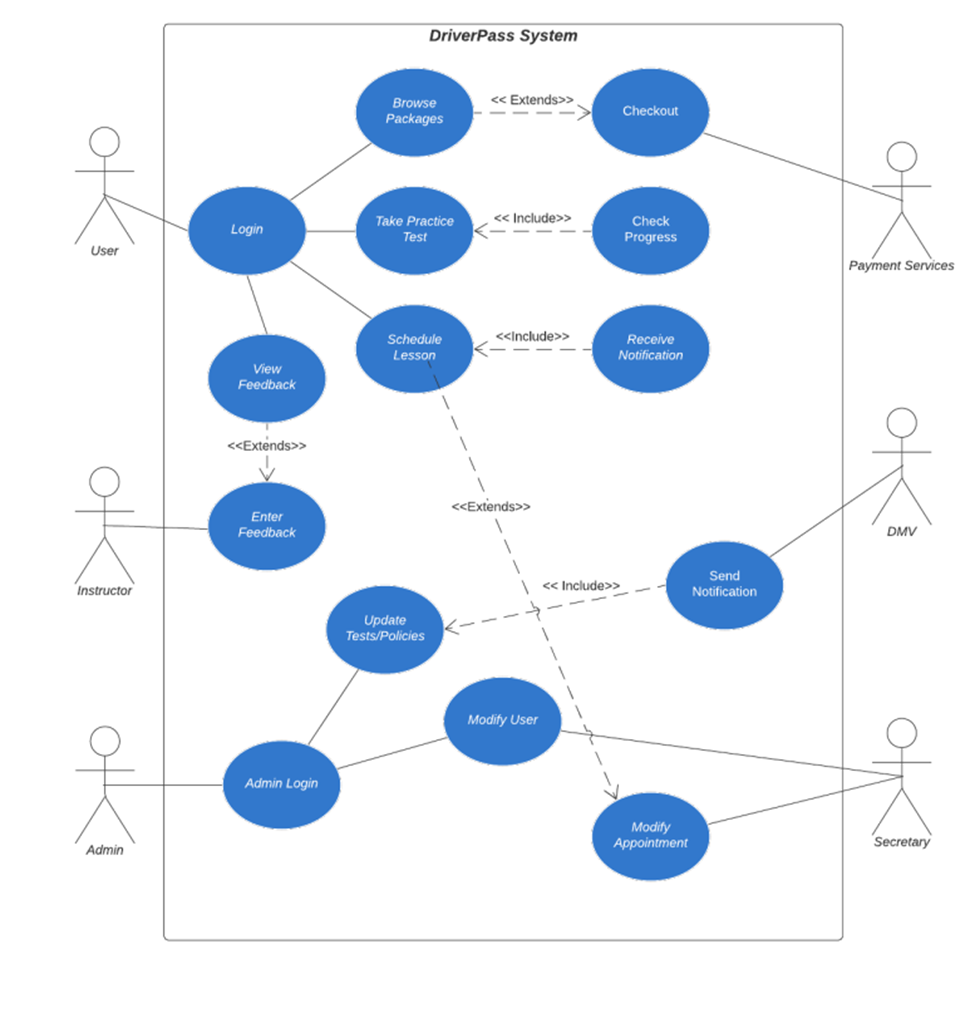 DriverPass System
Browse
Packages
<< Extends>>
Checkout
User
Login
Take Practice
Test
<< Include>>
Check
Progress
Payment Services
Schedule
Lesson
<<Include>>
Receive
Notification
View
Feedback
<<Extends>>
Enter
Feedback
Instructor
<<Extends>>
DMV
Send
Notification
<< Include>>
Update
Tests/Policies
Modify User
Admin Login
Admin
Modify
Appointment
Secretary